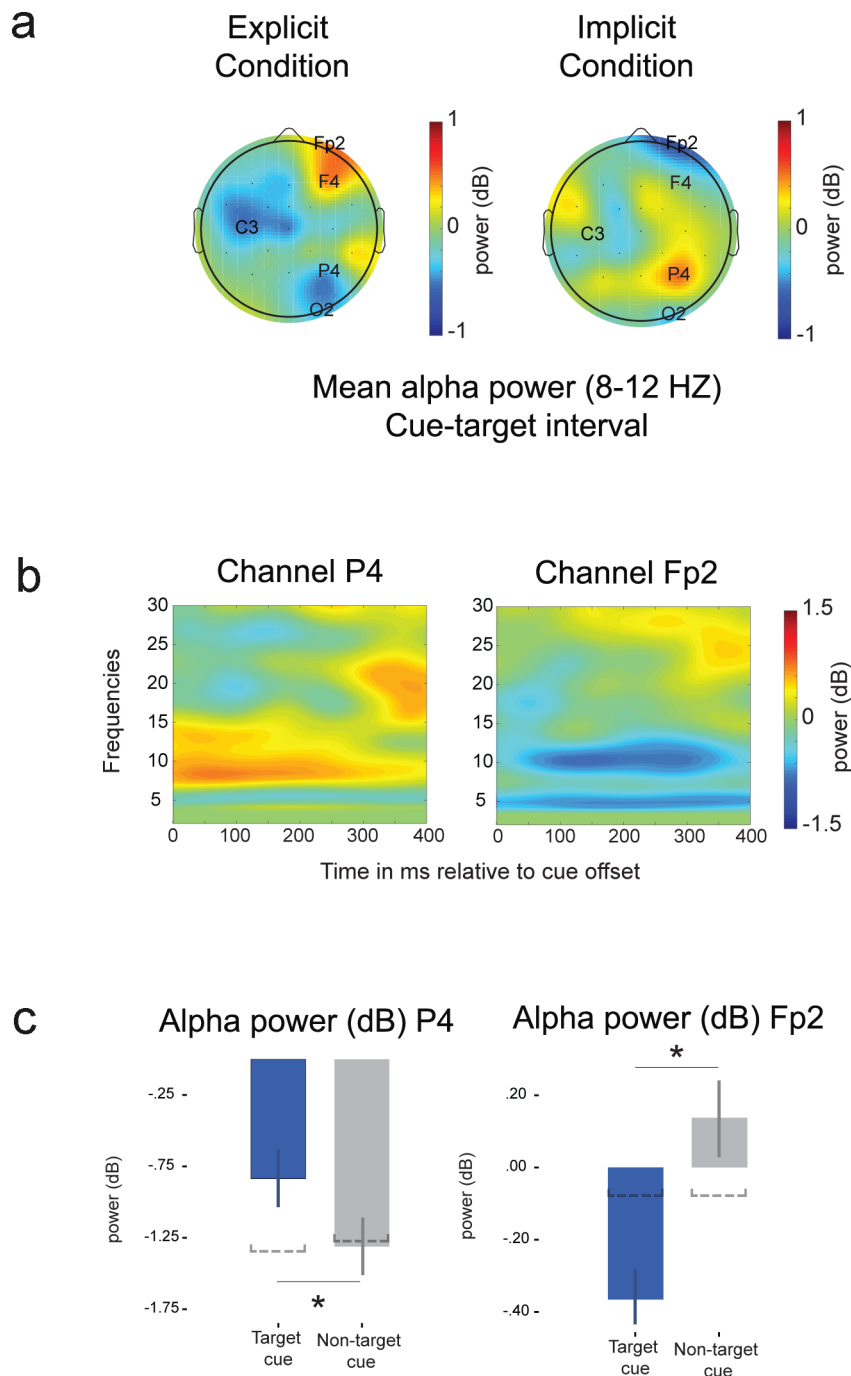 a
Explicit
Condition
Implicit
Condition
Fp2
F4
C3
P4
O2
1
0
-1
power (dB)
Fp2
F4
C3
P4
O2
1
0
-1
power (dB)
Mean alpha power (8-12 HZ)
Cue-target interval
b
Channel P4
Channel Fp2
Frequencies
30
25
20
15
10
5
0 100 200 300 400
30
25
20
15
10
5
0 100 200 300 400
1.5
0
-1.5
power (dB)
Time in ms relative to cue offset
c
Alpha power (dB) P4
power (dB)
-.25
-.75
-1.25
-1.75
*
Target
cue
Non-target
cue
Alpha power (dB) Fp2
power (dB)
.20
.00
-.20
-.40
*
Target
cue
Non-target
cue